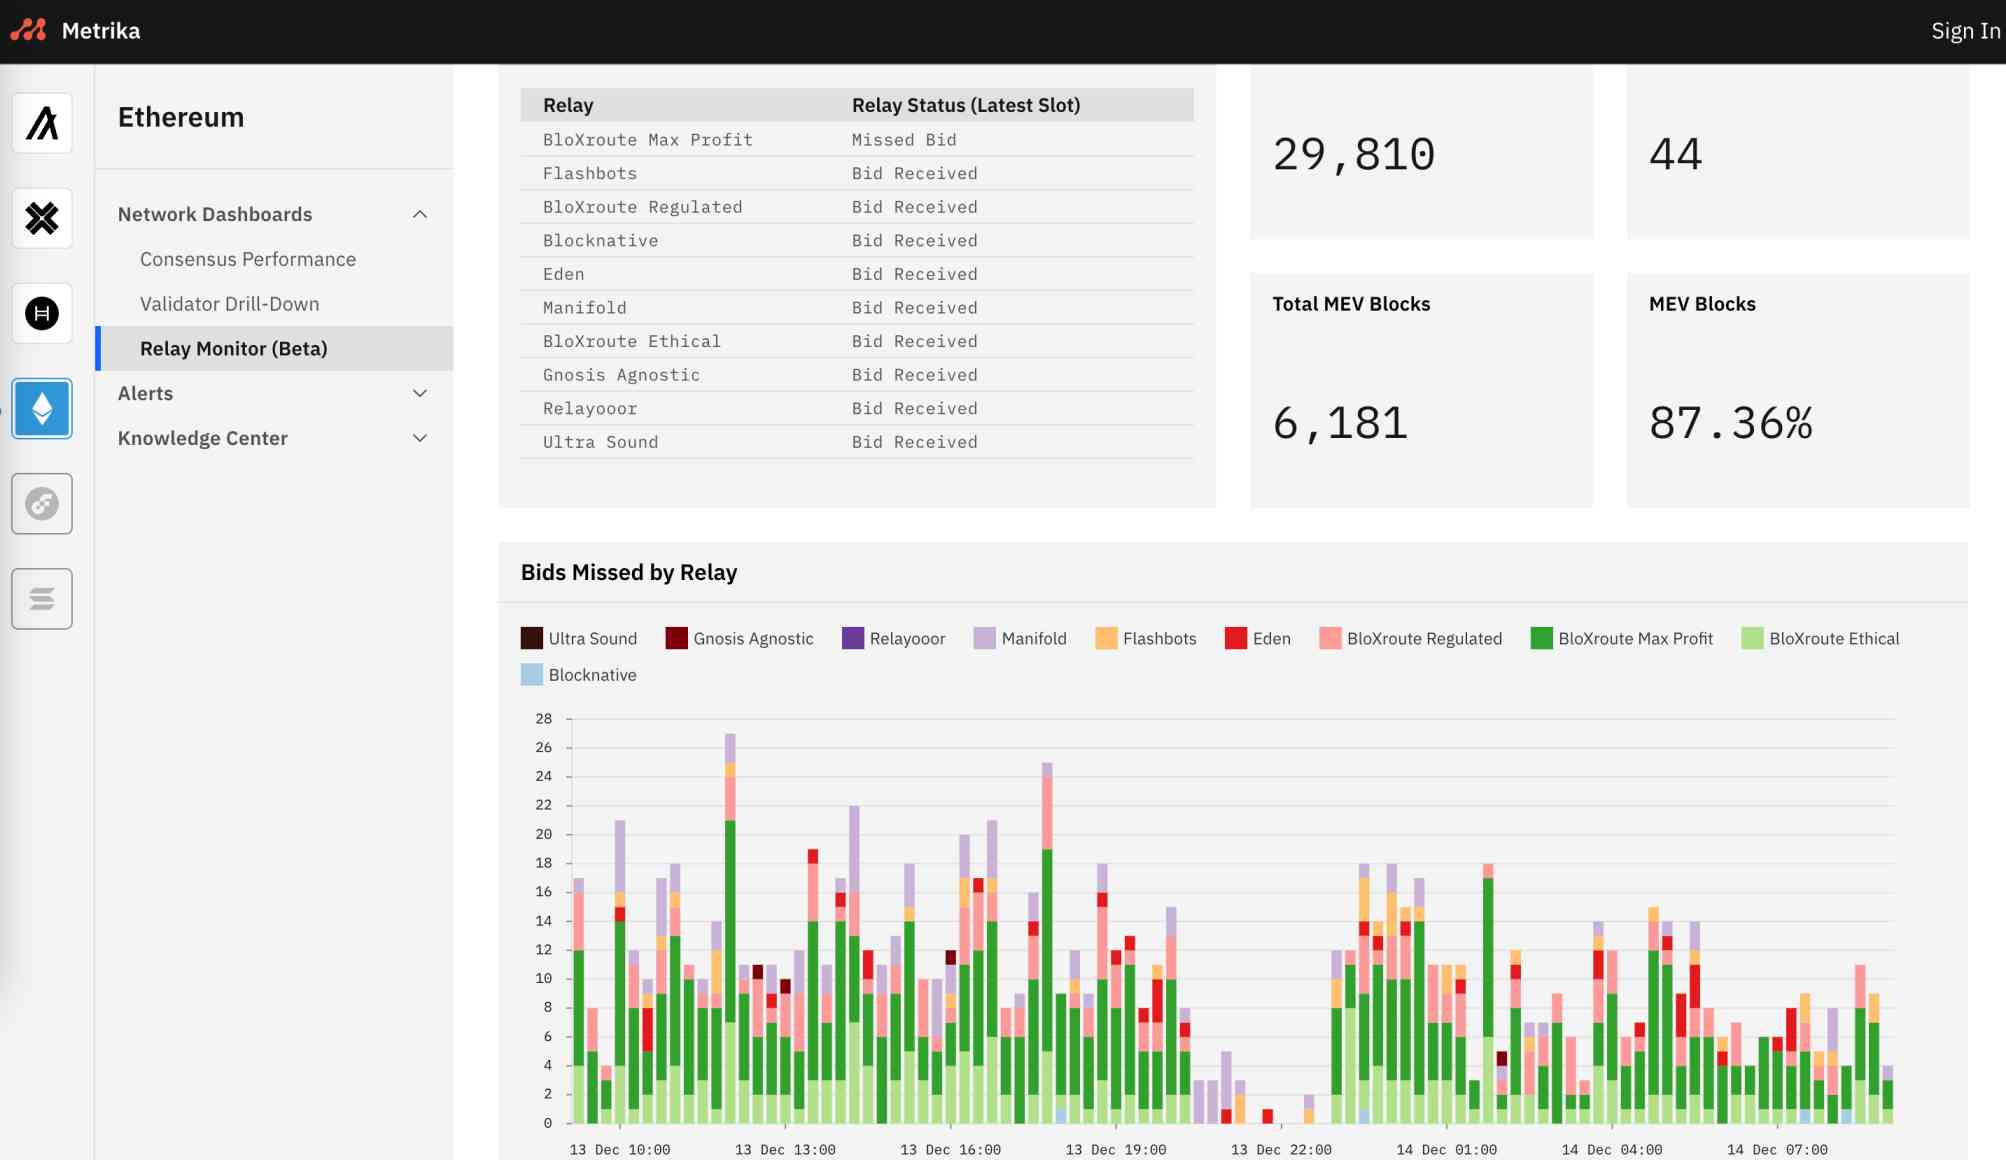 Metrika
Sign In
Ethereum
Network Dashboards
Consensus Performance
Validator Drill-Down
Relay Monitor (Beta)
Alerts
Knowledge Center
Relay Relay Status (Latest Slot)
BloXroute Max Profit Missed Bid
Flashbots Bid Received
BloXroute Regulated Bid Received
Blocknative Bid Received
Eden Bid Received
Manifold Bid Received
BloXroute Ethical Bid Received
Gnosis Agnostic Bid Received
Relayooor Bid Received
Ultra Sound Bid Received
29,810
44
Total MEV Blocks
6,181
MEV Blocks
87.36%
Bids Missed by Relay
Ultra Sound Gnosis Agnostic Relayooor Manifold Flashbots Eden BloXroute Regulated BloXroute Max Profit BloXroute Ethical
Blocknative
28
26
24
22
20
18
16
14
12
10
8
6
4
2
0
13 Dec 10:00 13 Dec 13:00 13 Dec 16:00 13 Dec 19:00 13 Dec 22:00 14 Dec 01:00 14 Dec 04:00 14 Dec 07:00